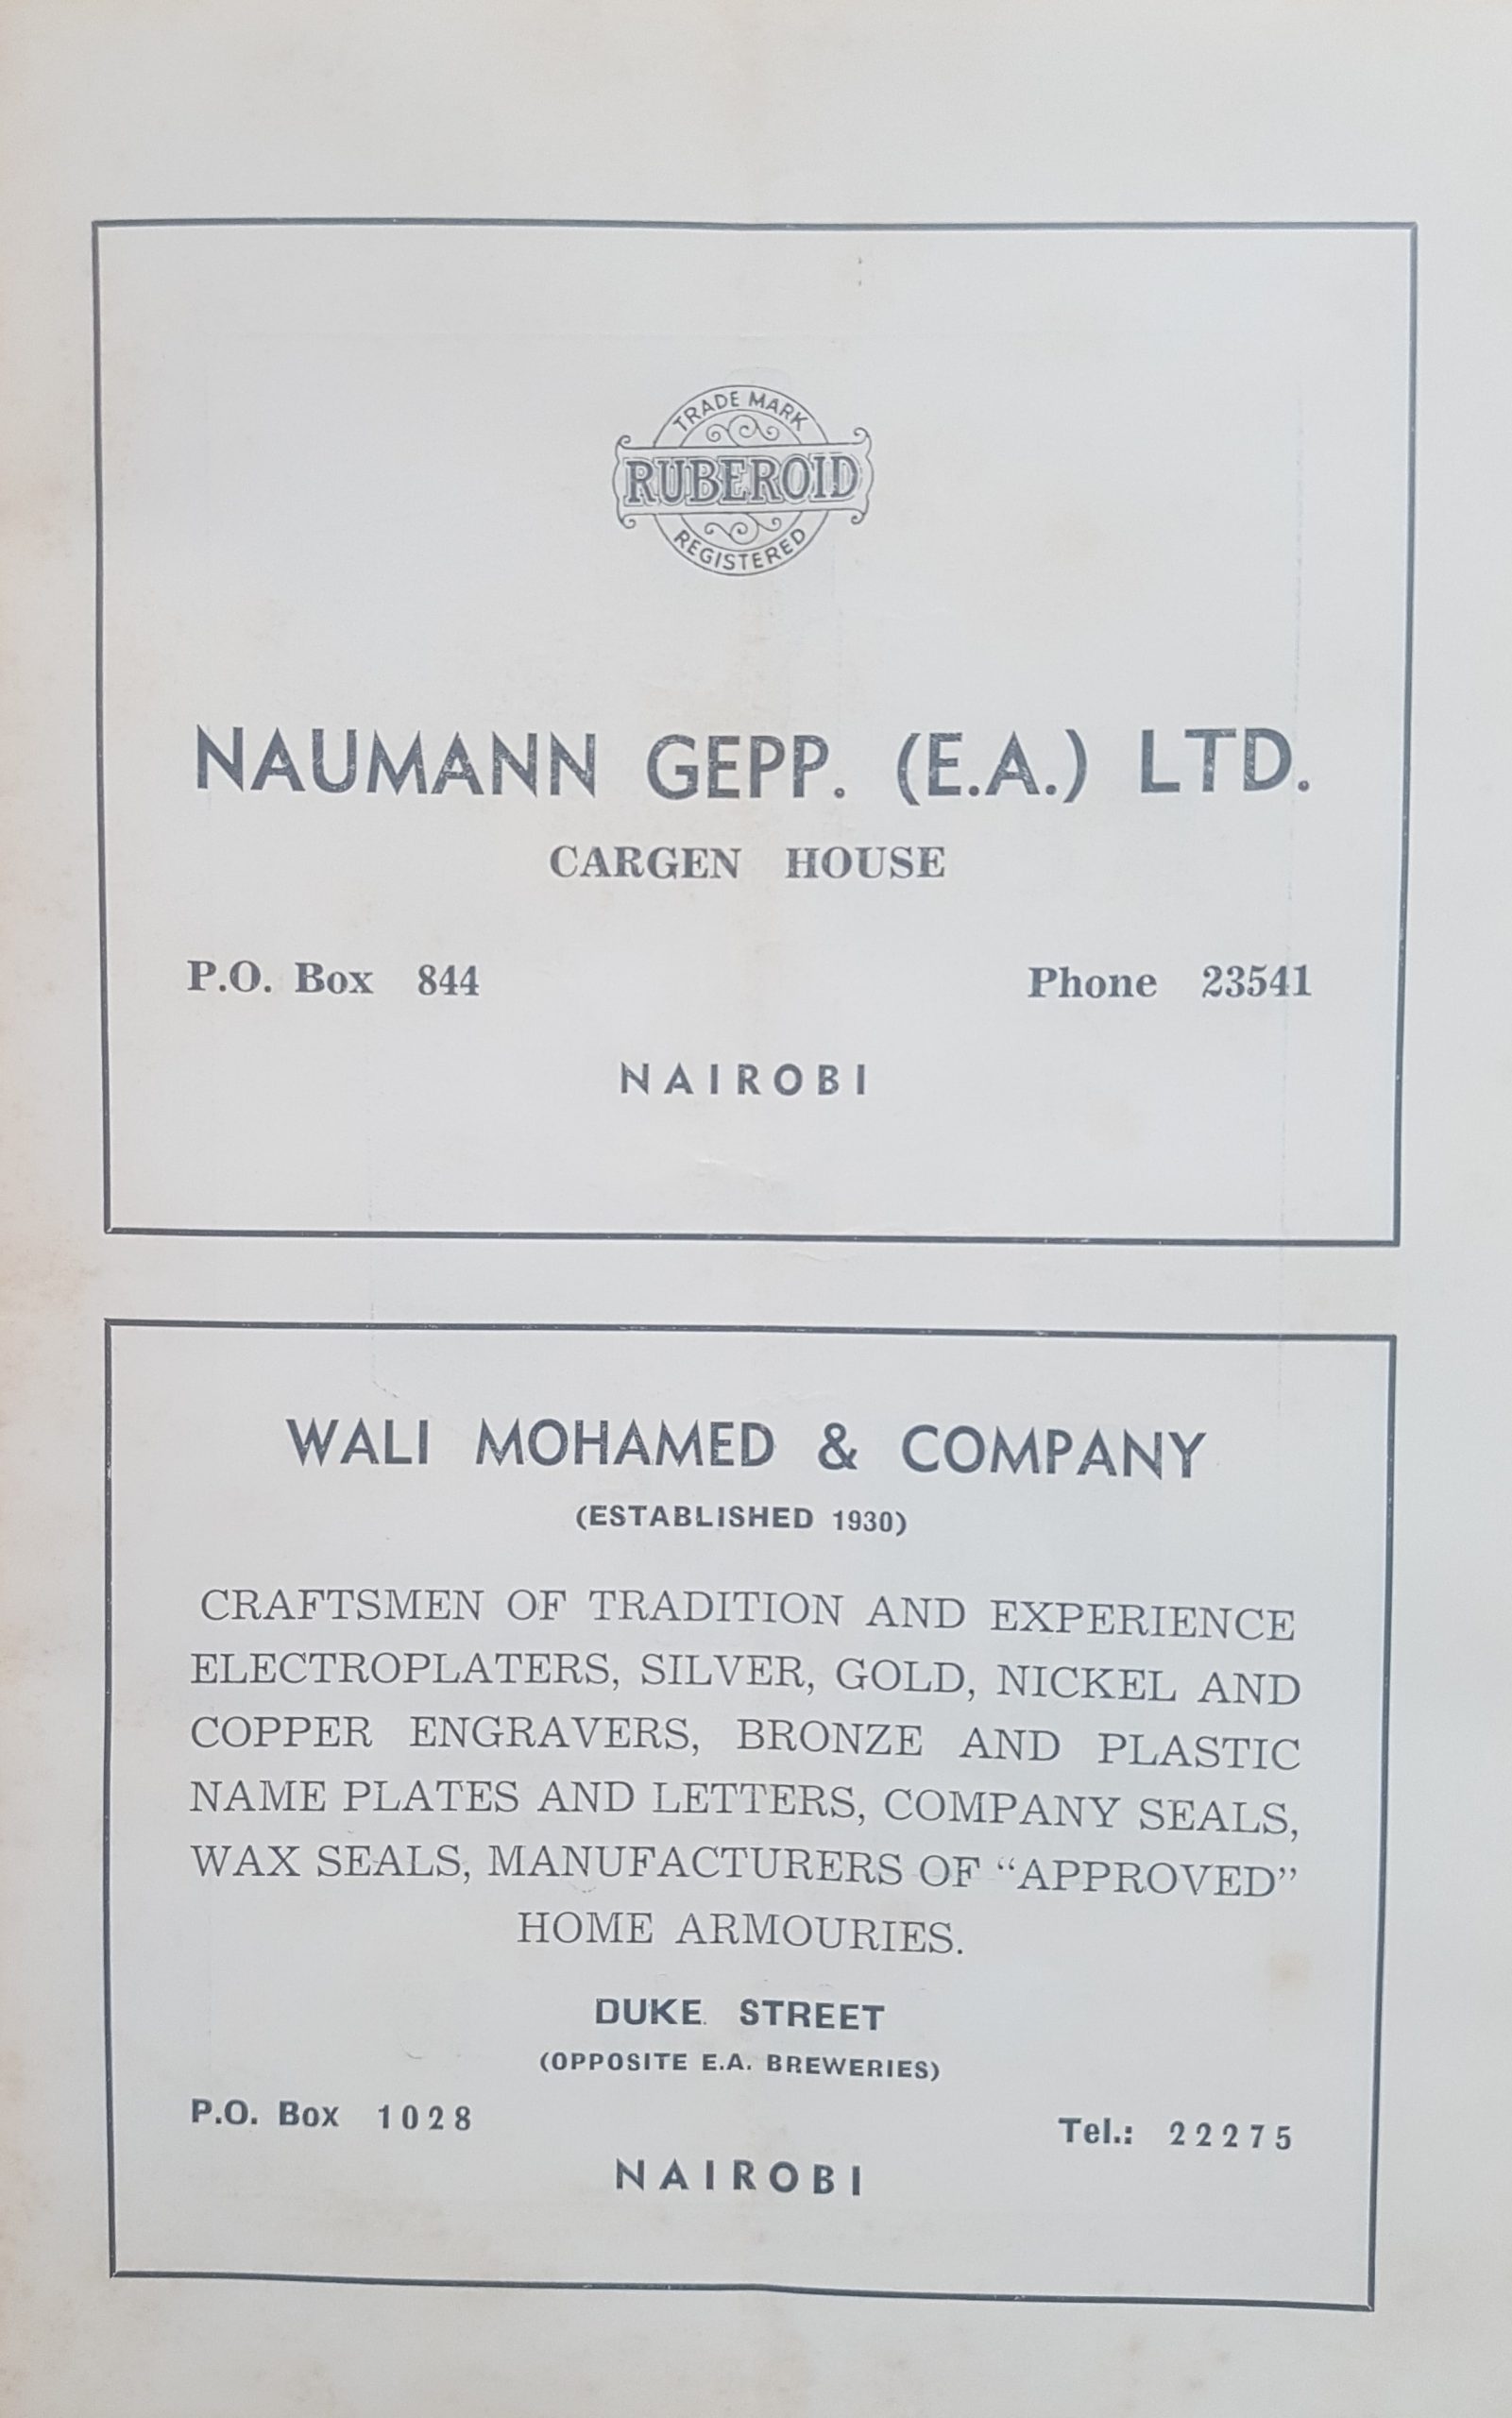 TRADE MARK
RUBEROID
REGISTERED
NAUMANN GEPP. (E.A.) LTD.
CARGEN HOUSE
P.O. Box 844 Phone 23541
NAIROBI
WALI MOHAMED & COMPANY
(ESTABLISHED 1930)
CRAFTSMEN OF TRADITION AND EXPERIENCE
ELECTROPLATERS, SILVER, GOLD, NICKEL AND
COPPER ENGRAVERS, BRONZE AND PLASTIC
NAME PLATES AND LETTERS, COMPANY SEALS,
WAX SEALS, MANUFACTURERS OF “APPROVED”
HOME ARMOURIES.
DUKE STREET
(OPPOSITE E.A. BREWERIES)
P.O. Box 1028 Tel.: 22275
NAIROBI